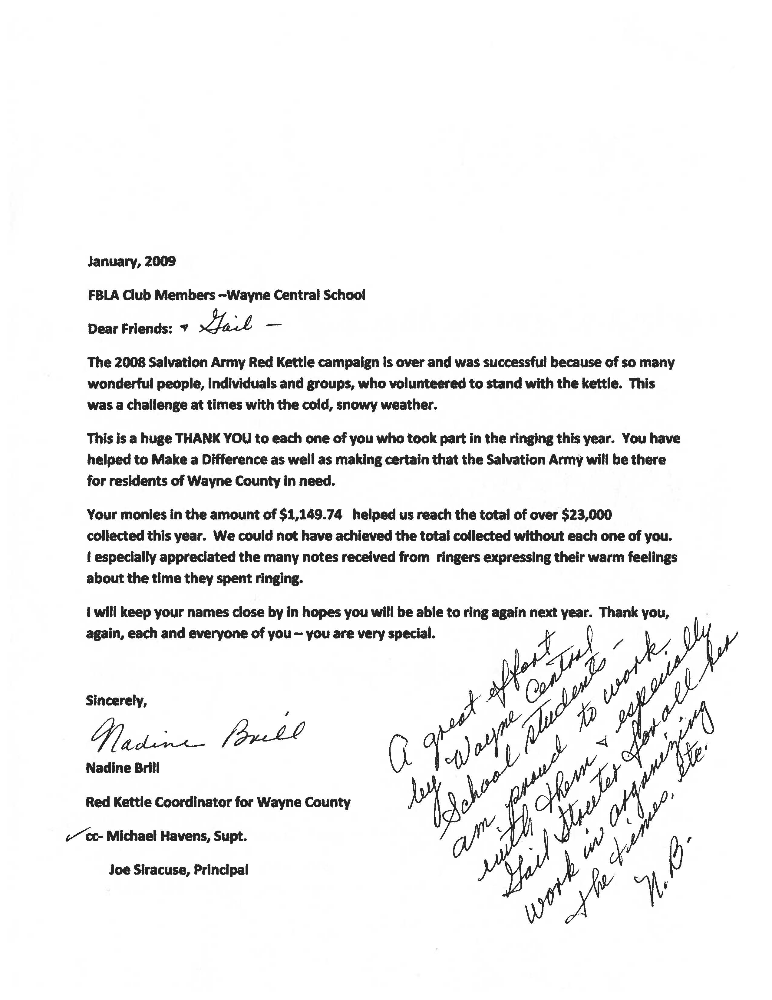 January, 2009
FBLA Club Members –Wayne Central School
Dear Friends: & Gail –
The 2008 Salvation Army Red Kettle campaign is over and was successful because of so many
wonderful people, individuals and groups, who volunteered to stand with the kettle.  This
was a challenge at times with the cold, snowy weather.
This is a huge THANK YOU to each one of you who took part in the ringing this year.  You have
helped to Make a Difference as well as making certain that the Salvation Army will be there
for residents of Wayne County in need.
Your monies in the amount of $1,149.74   helped us reach the total of over $23,000
collected this year.  We could not have achieved the total collected without each one of you.
I especially appreciated the many notes received from  ringers expressing their warm feelings
about the time they spent ringing.
I will keep your names close by in hopes you will be able to ring again next year.  Thank you,
again, each and everyone of you – you are very special.
Sincerely,
Nadine Brill
Nadine Brill
Red Kettle Coordinator for Wayne County
✓ cc- Michael Havens, Supt.
Joe Siracuse, Principal
A great effort
by Wayne Central
School students –
am proud to work
with them & especially
Gail Streeter for all her
work in organizing
the times, etc.
N.B.